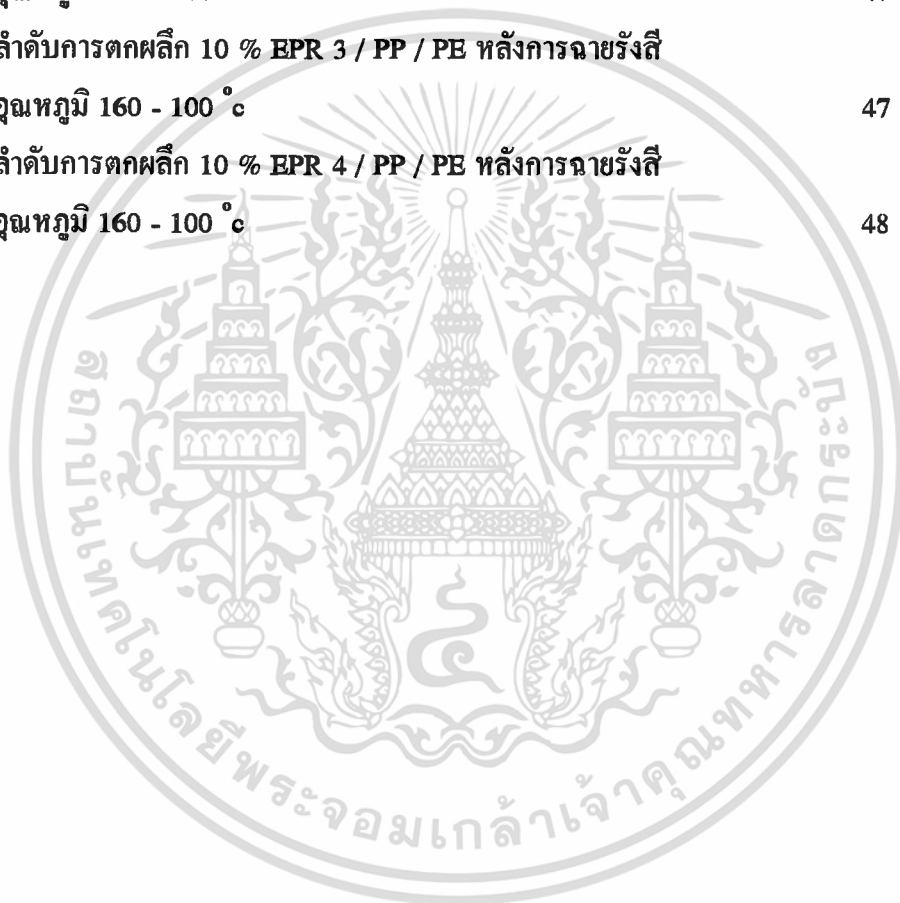 ลำดับการตกผลึก 10 % EPR 3 / PP / PE หลังการฉายรังสี
อุณหภูมิ 160 - 100 °c 47
ลำดับการตกผลึก 10 % EPR 4 / PP / PE หลังการฉายรังสี
อุณหภูมิ 160 - 100 °c 48
สถาบันเทคโนโลยีพระจอมเกล้าเจ้าคุณทหารลาดกระบัง